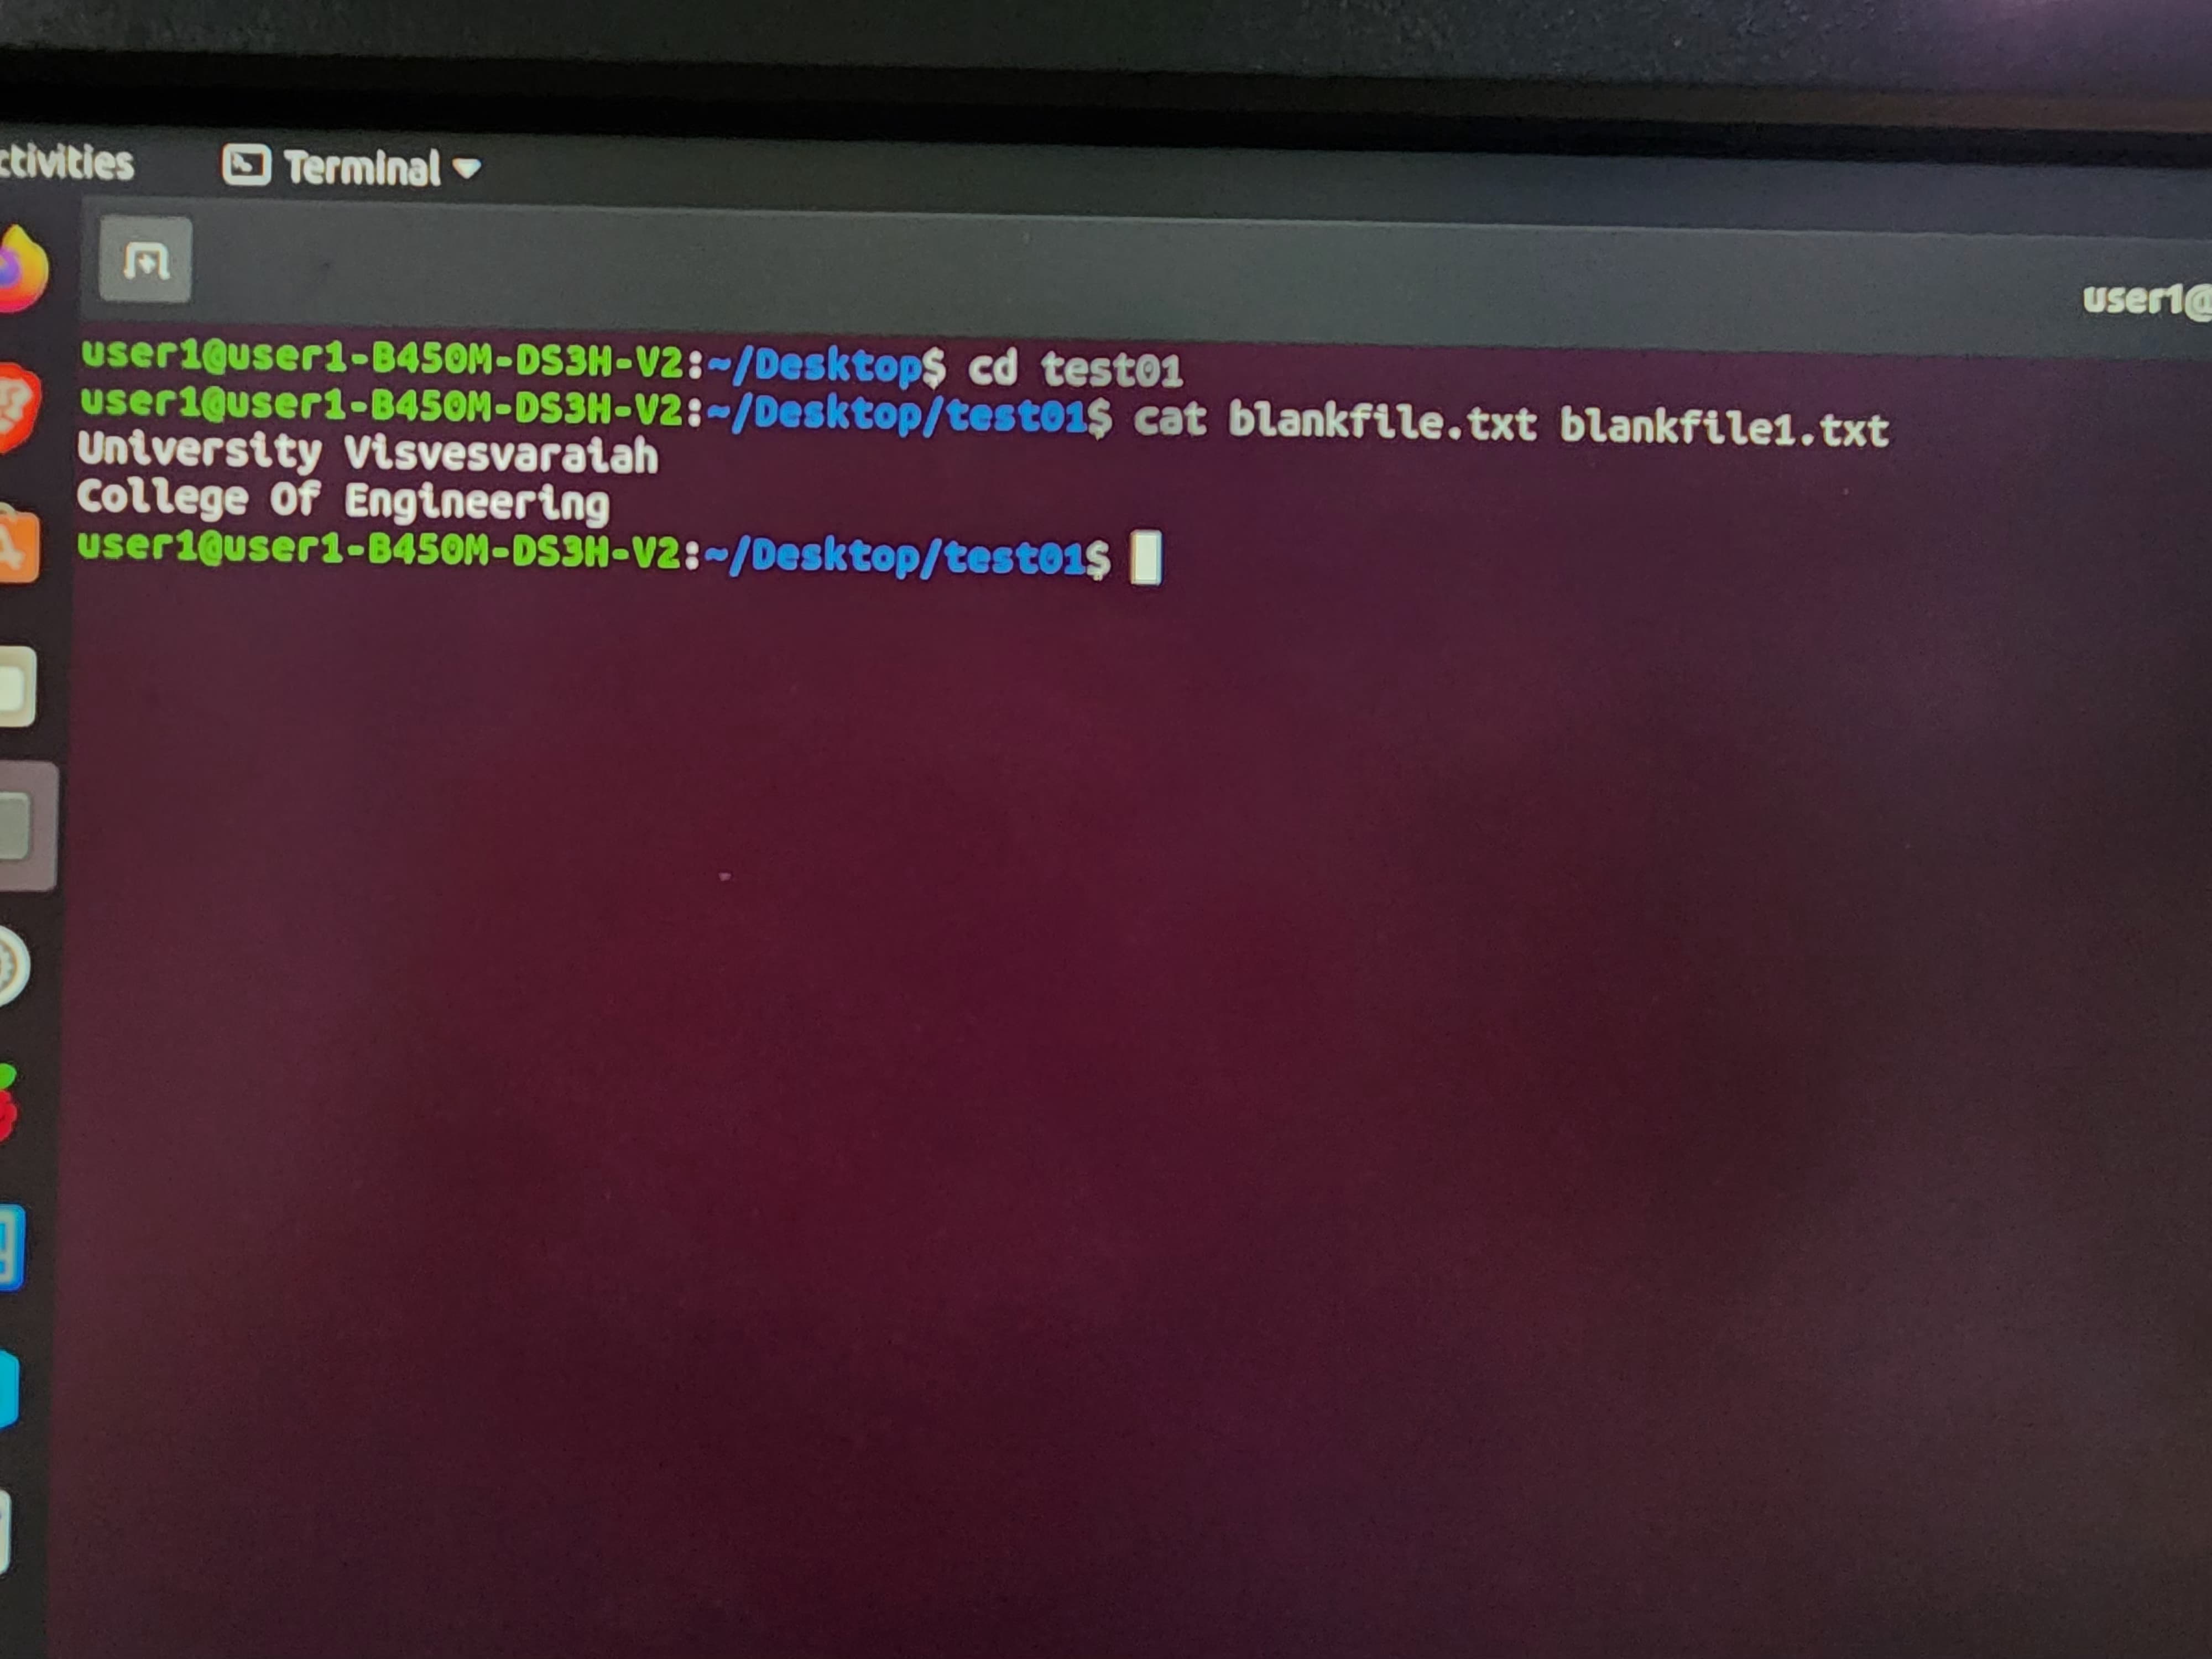 ctivities Terminal
user1@
user1@user1-B450M-DS3H-V2:~/Desktop$ cd test01
user1@user1-B450M-DS3H-V2:~/Desktop/test01$ cat blankfile.txt blankfile1.txt
University Visvesvaraiah
College Of Engineering
user1@user1-B450M-DS3H-V2:~/Desktop/test01$